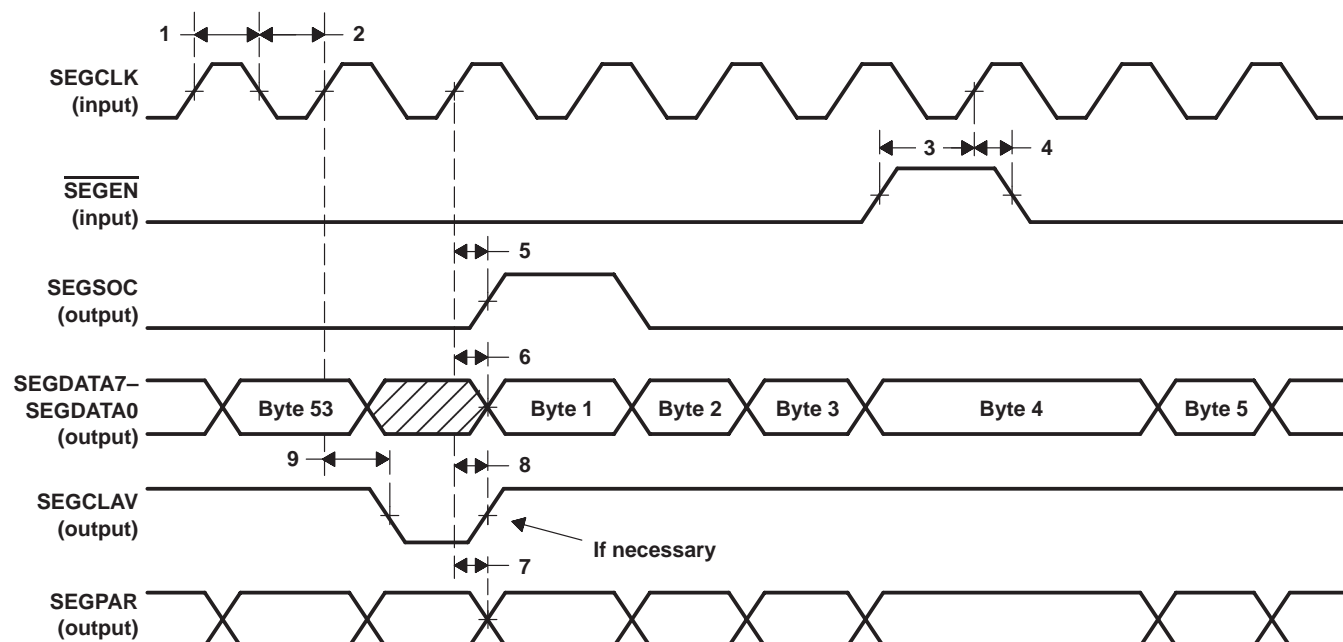 1
2
SEGCLK
(input)
3
4
SEGEN
(input)
5
SEGSOC
(output)
6
SEGDATA7–
SEGDATA0
(output)
Byte 53
Byte 1
Byte 2
Byte 3
Byte 4
Byte 5
9
8
SEGCLAV
(output)
If necessary
7
SEGPAR
(output)